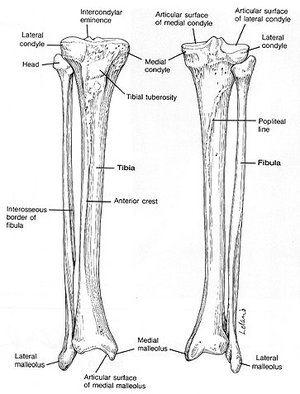 Intercondylar
eminence
Articular surface
of medial condyle
Articular surface
of lateral condyle
Lateral
condyle
Lateral
condyle
Head
Medial
condyle
Tibial tuberosity
Popliteal
line
Tibia
Fibula
Anterior crest
Interosseous
border of
fibula
Medial
malleolus
Lateral
malleolus
Lateral
malleolus
Articular surface
of medial malleolus